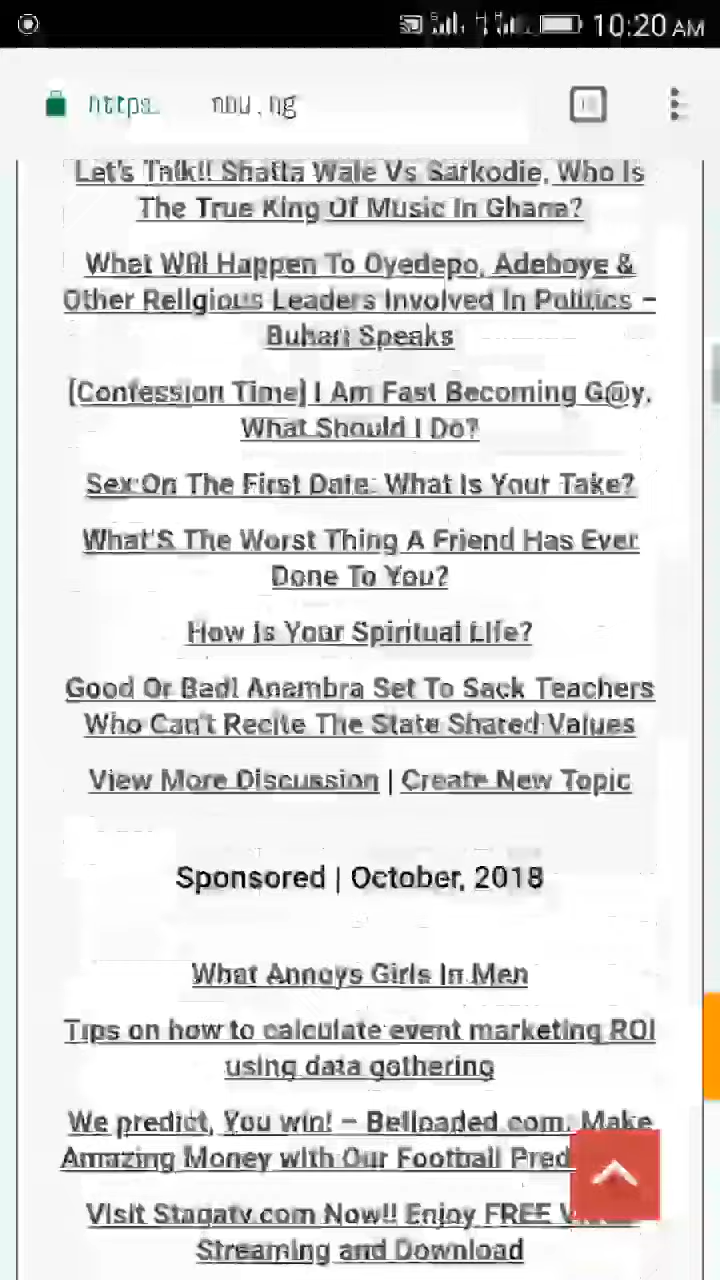 10:20 AM
https.
Let's Talk!! Shatta Wale Vs Sarkodie, Who Is
The True King Of Music In Ghana?
What Will Happen To Oyedepo, Adeboye &
Other Religious Leaders Involved In Politics –
Buhari Speaks
[Confession Time] I Am Fast Becoming G@y.
What Should I Do?
Sex On The First Date: What Is Your Take?
What'S The Worst Thing A Friend Has Ever
Done To You?
How Is Your Spiritual Life?
Good Or Bad! Anambra Set To Sack Teachers
Who Can't Recite The State Shared Values
View More Discussion | Create New Topic
Sponsored | October, 2018
What Annoys Girls In Men
Tips on how to calculate event marketing ROI
using data gathering
We predict, You win! – Belloaded.com. Make
Amazing Money with Our Football
Visit Stagatv.com Now!! Enjoy FREE
Streaming and Download